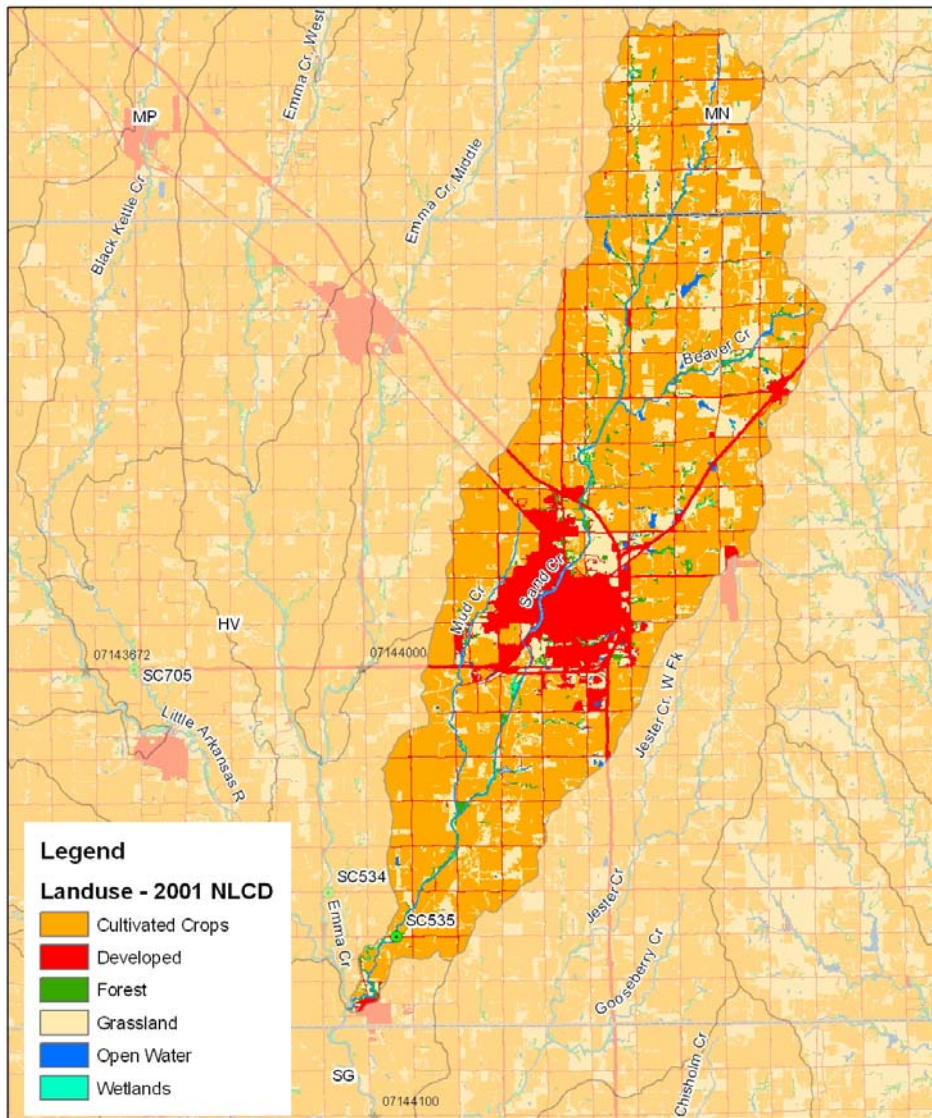 Emma Cr. West
MP
MN
Emma Cr. Middle
Black Kettle Cr
Beaver Cr
Saind Cr
Mud Cr
HV
07143672
07144000
SC705
Jester Cr. W Fk
Little Arkansas R
Legend
Landuse - 2001 NLCD
Cultivated Crops
Developed
Forest
Grassland
Open Water
Wetlands
SC534
SC535
Emma Cr
Jester Cr
Gooseberry Cr
Chisholm Cr
SG
07144100